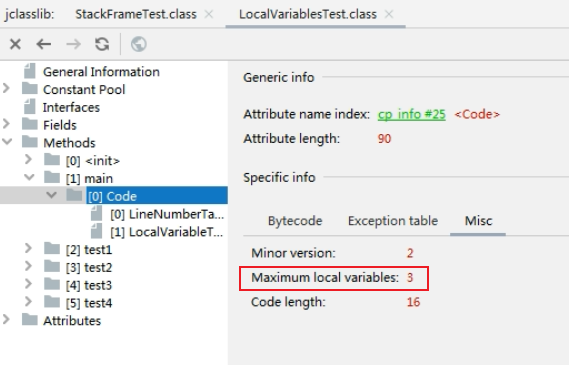 jclasslib: StackFrameTest.class LocalVariablesTest.class
General Information
Constant Pool
Interfaces
Fields
Methods
[0] <init>
[1] main
[0] Code
[0] LineNumberTa...
[1] LocalVariableT...
[2] test1
[3] test2
[4] test3
[5] test4
Attributes
Generic info
Attribute name index: cp_info #25 <Code>
Attribute length: 90
Specific info
Bytecode Exception table Misc
Minor version: 2
Maximum local variables: 3
Code length: 16